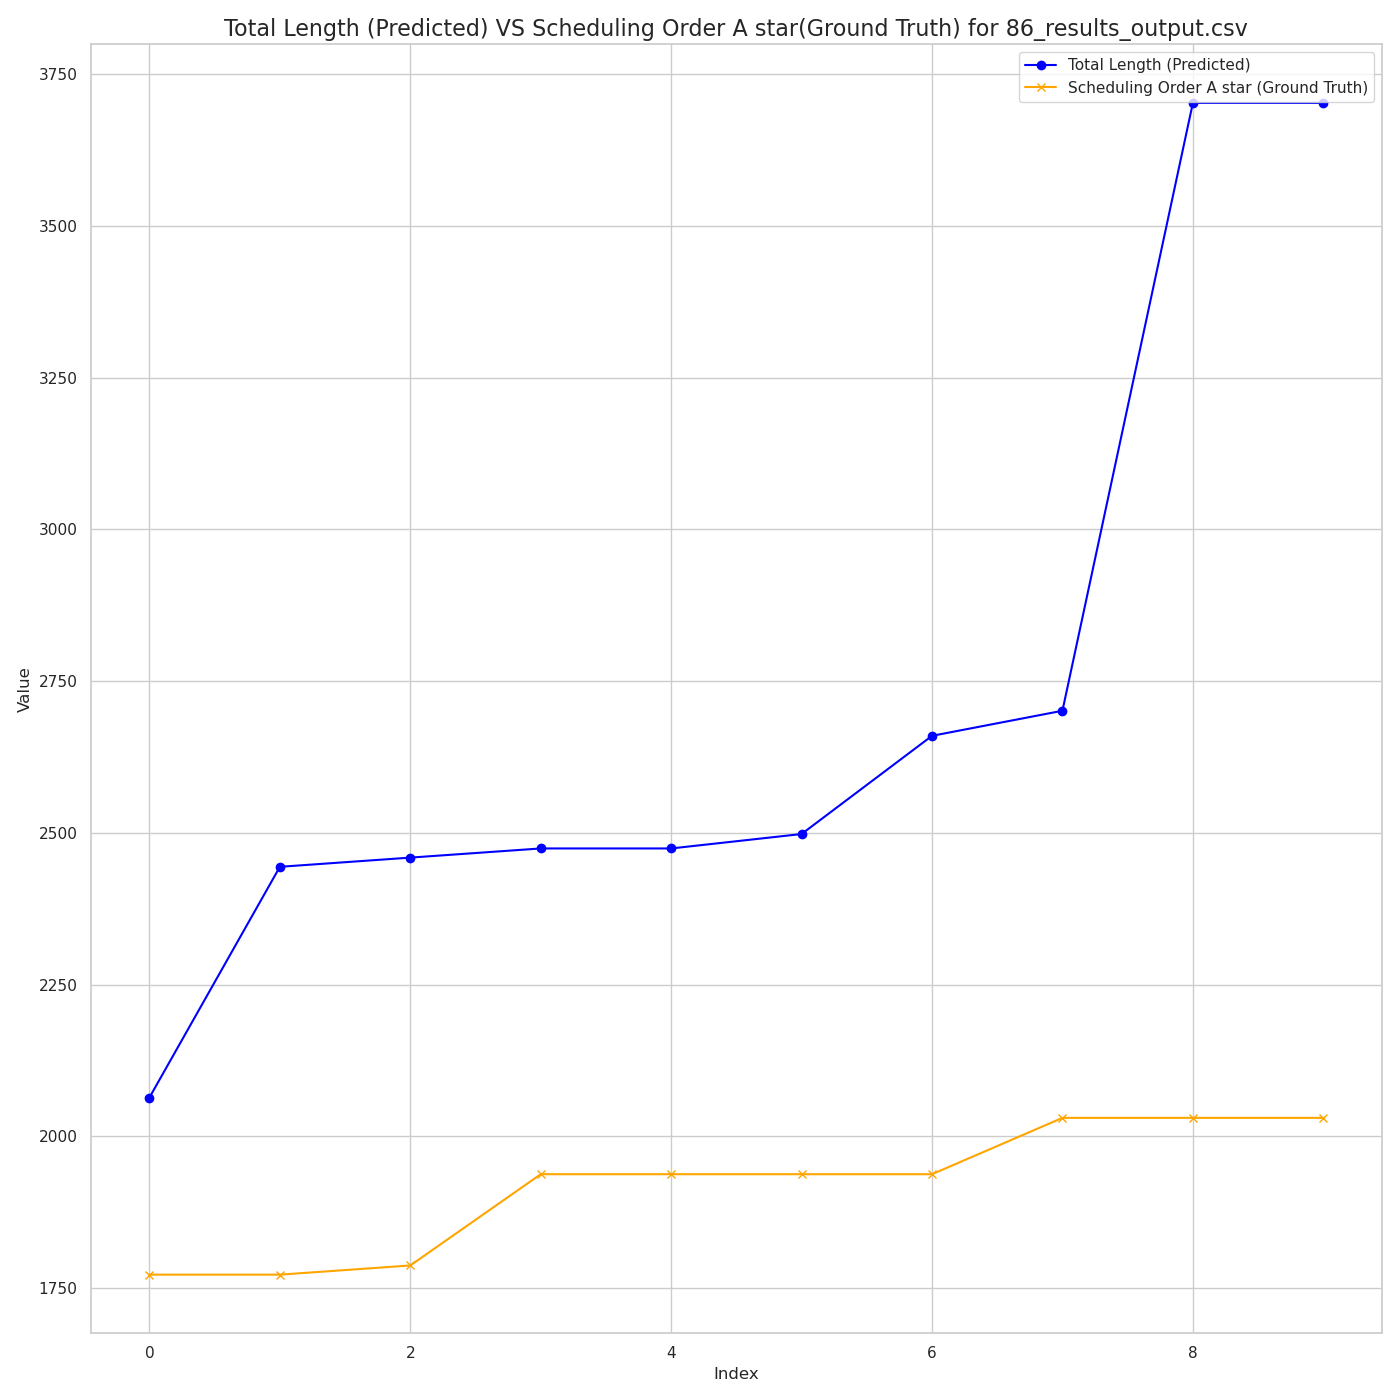 Total Length (Predicted) VS Scheduling Order A star(Ground Truth) for 86_results_output.csv
Total Length (Predicted)
Scheduling Order A star (Ground Truth)
3750
3500
3250
3000
2750
2500
2250
2000
1750
Value
0 2 4 6 8
Index